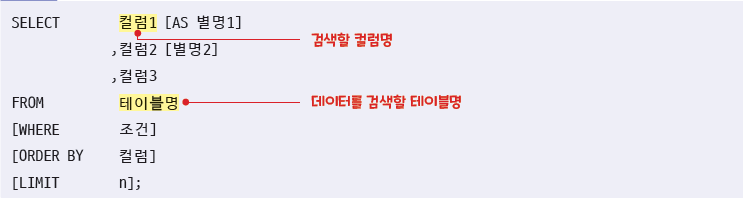 SELECT 컬럼1 [AS 별명1]
검색할 컬럼명
,컬럼2 [별명2]
,컬럼3
FROM 테이블명 데이터를 검색할 테이블명
[WHERE 조건]
[ORDER BY 컬럼]
[LIMIT n];